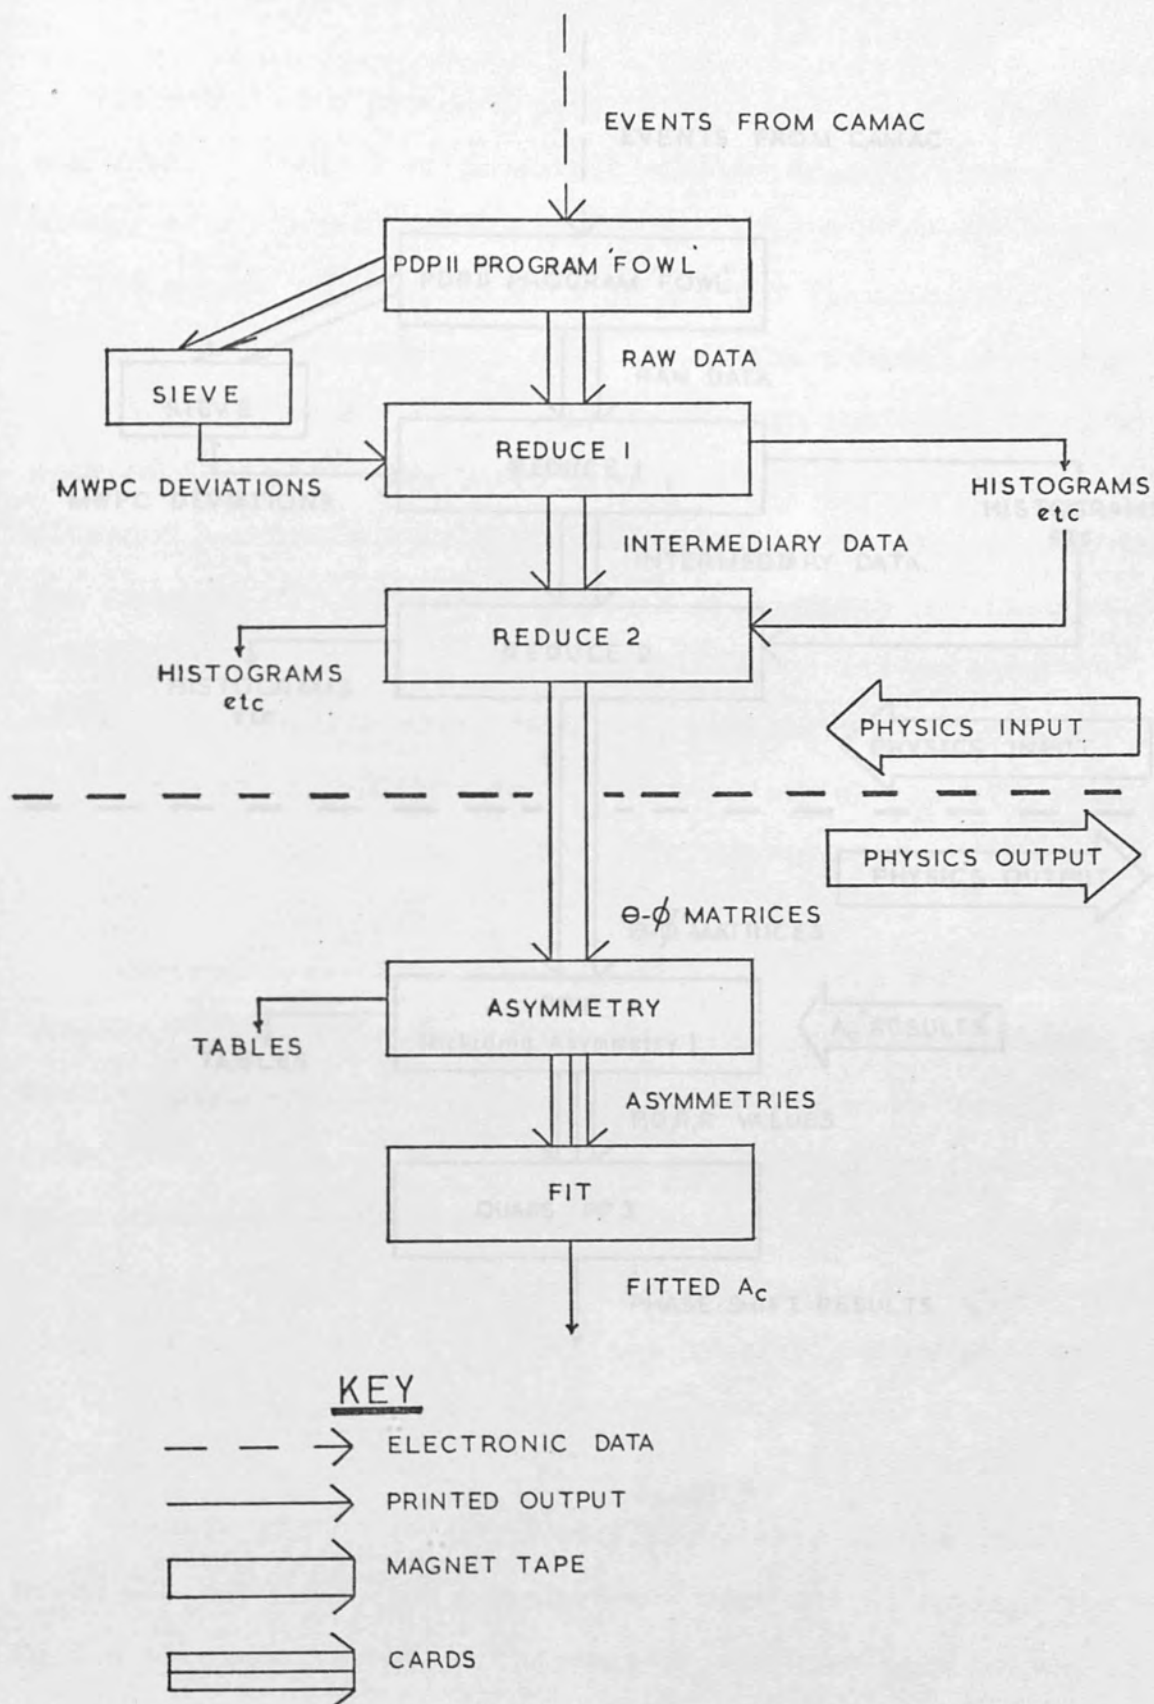 EVENTS FROM CAMAC
PDP11 PROGRAM 'FOWL'
RAW DATA
SIEVE
REDUCE 1
MWPC DEVIATIONS
HISTOGRAMS
etc
INTERMEDIARY DATA
REDUCE 2
HISTOGRAMS
etc
PHYSICS INPUT
PHYSICS OUTPUT
θ-ϕ MATRICES
ASYMMETRY
TABLES
ASYMMETRIES
FIT
FITTED Ac
KEY
ELECTRONIC DATA
PRINTED OUTPUT
MAGNET TAPE
CARDS